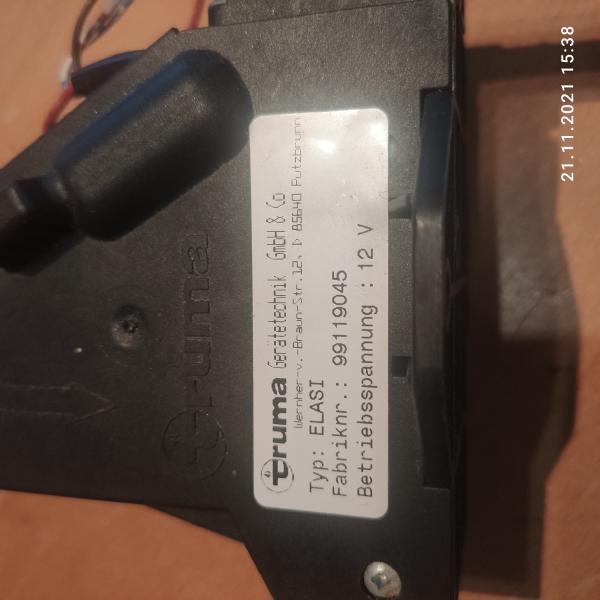 truma Gerätetechnik GmbH & Co
Wernher-v.-Braun-Str.12, D 85640 Putzbrunn
Typ: ELASI
Fabriknr.: 99119045
Betriebsspannung : 12 V
truma
21.11.2021 15:38